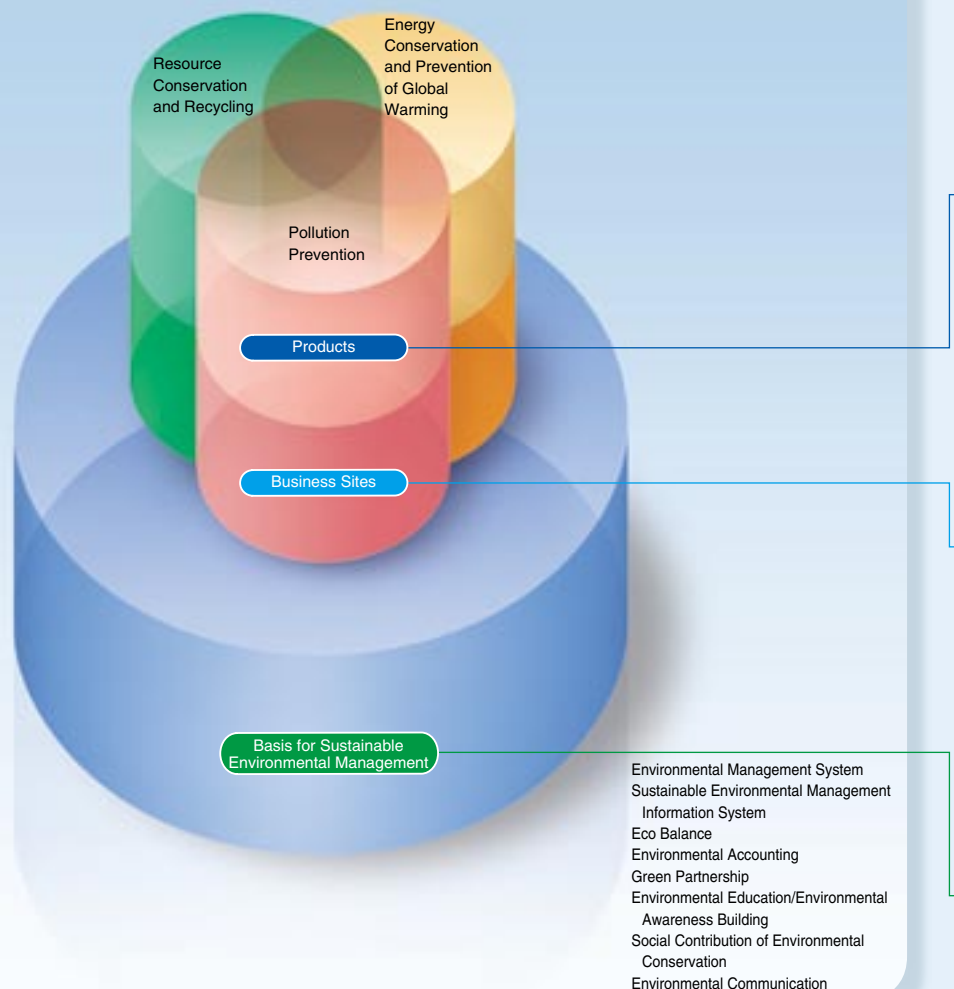 Resource
Conservation
and Recycling
Energy
Conservation
and Prevention
of Global
Warming
Pollution
Prevention
Products
Business Sites
Basis for Sustainable
Environmental Management
Environmental Management System
Sustainable Environmental Management
Information System
Eco Balance
Environmental Accounting
Green Partnership
Environmental Education/Environmental
Awareness Building
Social Contribution of Environmental
Conservation
Environmental Communication